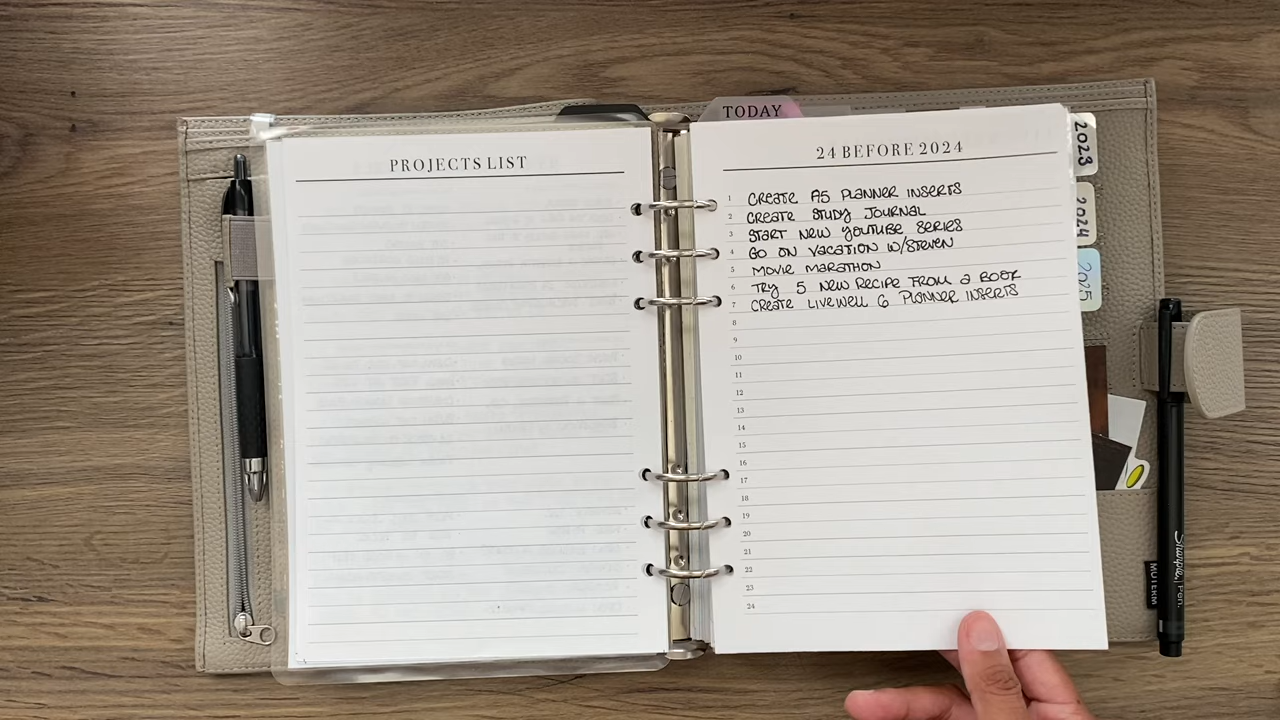 TODAY
PROJECTS LIST
24 BEFORE 2024
1 CREATE A5 PLANNER INSERTS
2 CREATE STUDY JOURNAL
3 START NEW YOUTUBE SERIES
4 GO ON VACATION W/STEVEN
5 MOVIE MARATHON
6 TRY 5 NEW RECIPE FROM A BOOK
7 CREATE LIVEWELL 6 PLANNER INSERTS
8
9
10
11
12
13
14
15
16
17
18
19
20
21
22
23
24
2023
2024
2025
Sharpie Pen.
MOTERM